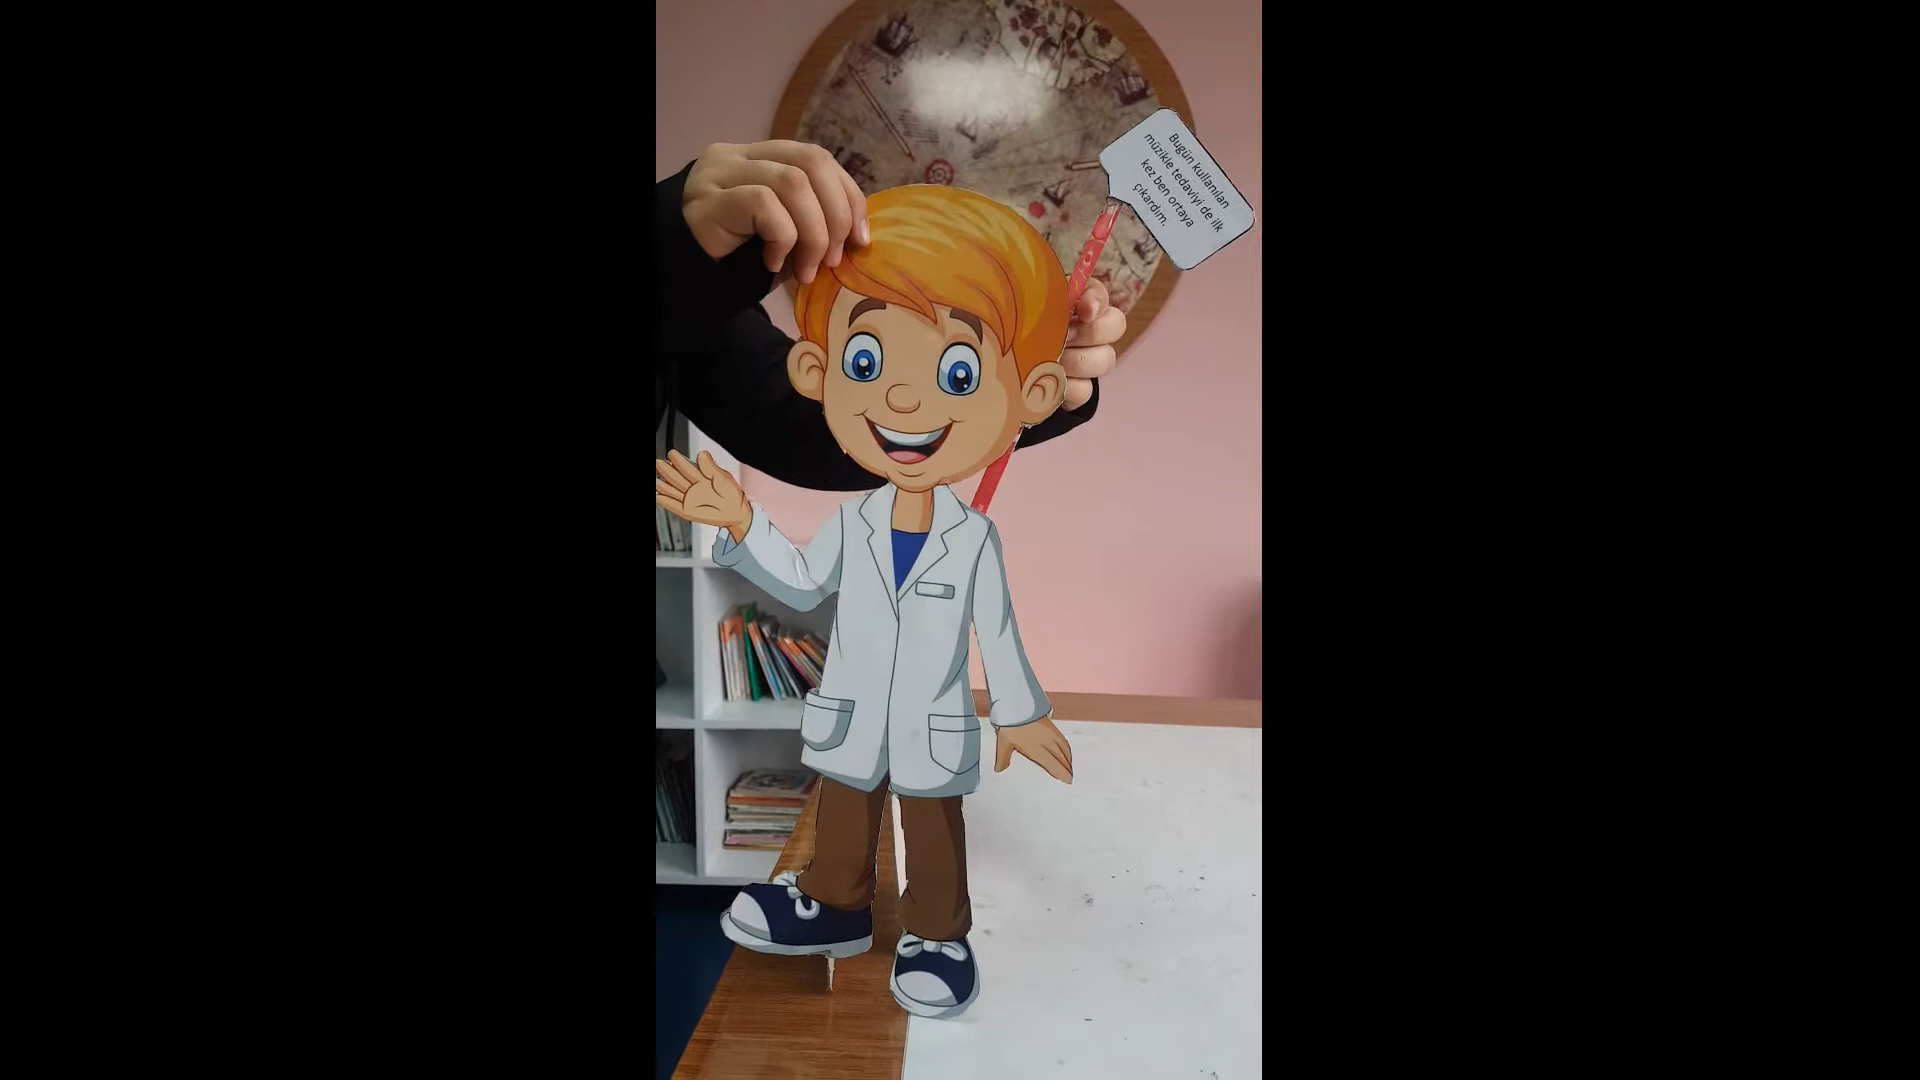 Bugün kullanılan
müzikle tedaviyi de ilk
kez ben ortaya
çıkardım.